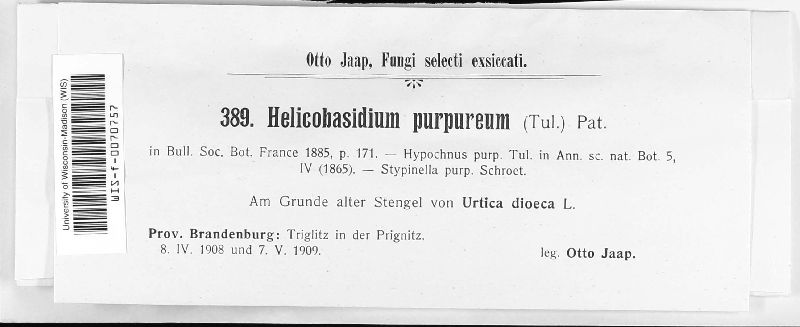 Otto Jaap, Fungi selecti exsiccati.
389. Helicobasidium purpureum (Tul.) Pat.
in Bull. Soc. Bot. France 1885, p. 171. — Hypochnus purp. Tul. in Ann. sc. nat. Bot. 5,
IV (1865). — Stypinella purp. Schroet.
Am Grunde alter Stengel von Urtica dioeca L.
Prov. Brandenburg: Triglitz in der Prignitz.
8. IV. 1908 und 7. V. 1909.
leg. Otto Jaap.
University of Wisconsin-Madison (WIS)
WIS-f-0070757